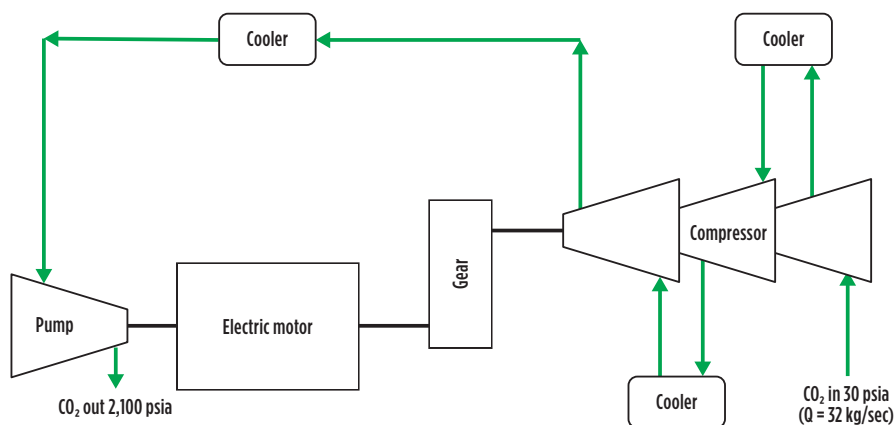 Cooler
Cooler
Compressor
Gear
Pump
Electric motor
CO₂ out 2,100 psia
Cooler
CO₂ in 30 psia
(Q = 32 kg/sec)